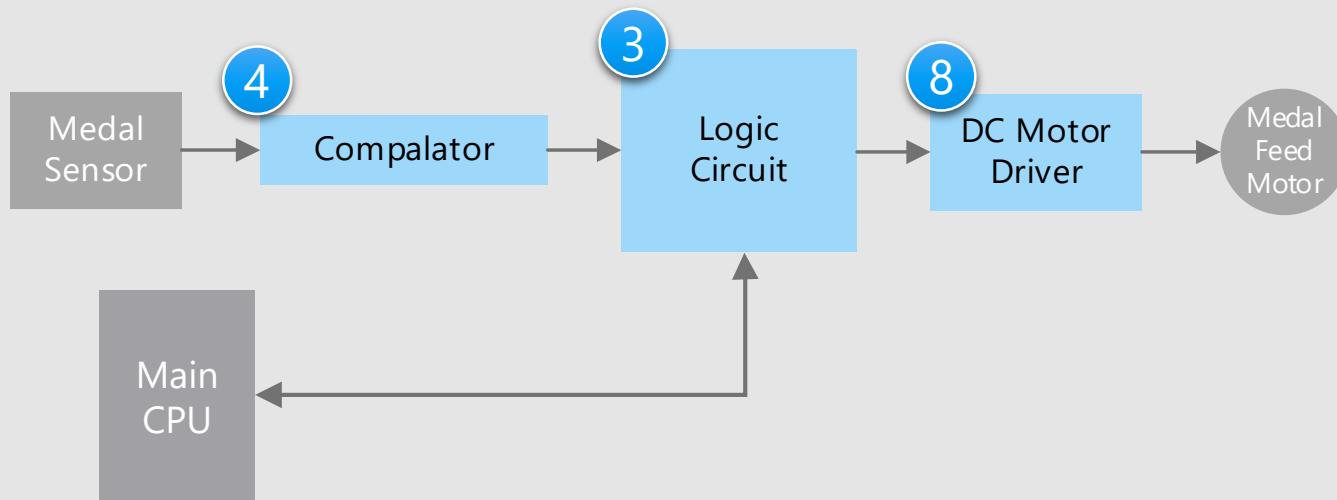 4
3
8
Medal
Sensor
Compalator
Logic
Circuit
DC Motor
Driver
Medal
Feed
Motor
Main
CPU